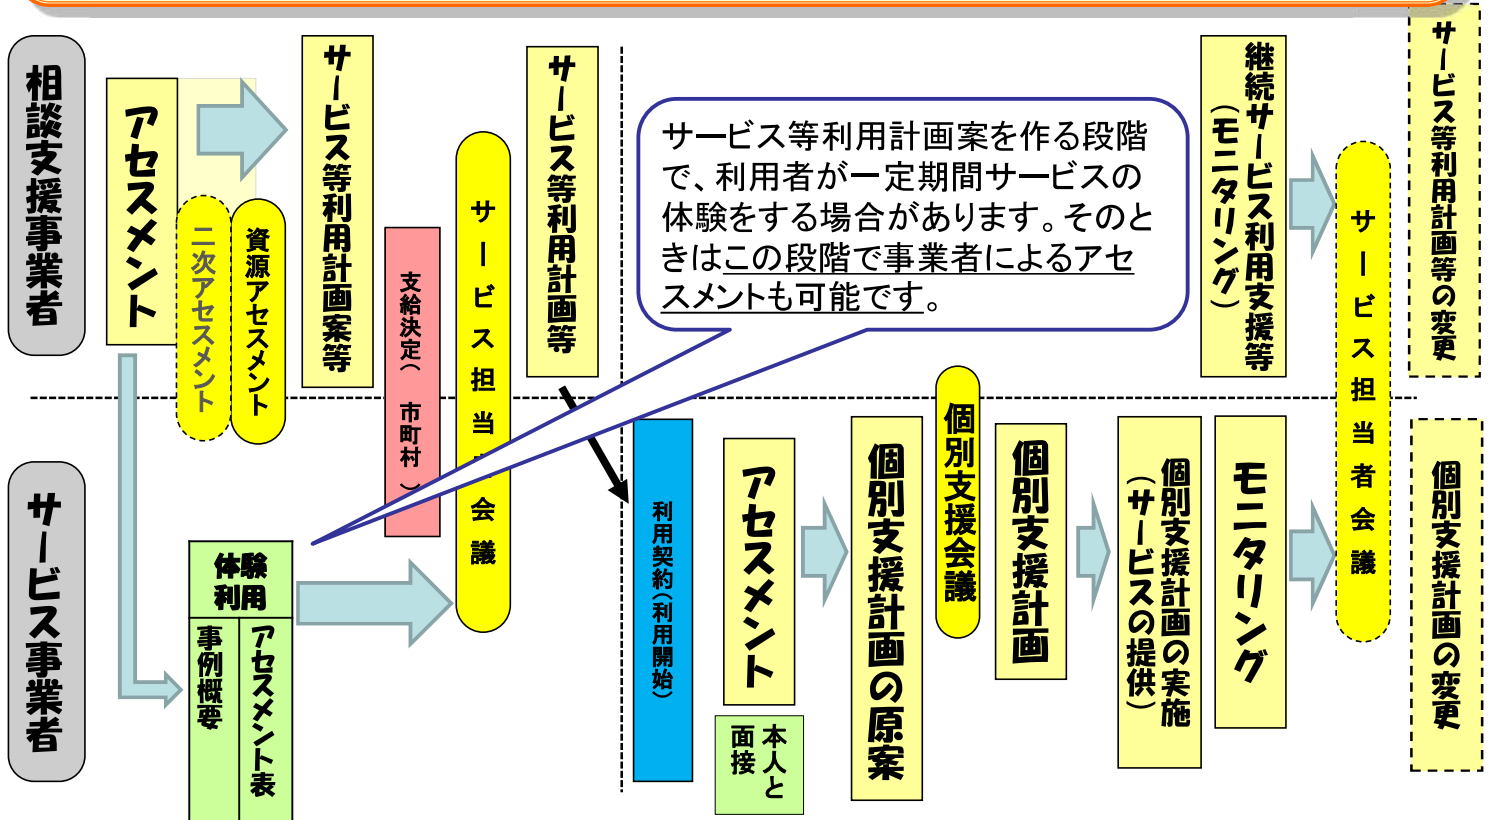 相談支援事業者
アセスメント
二次アセスメント
資源アセスメント
サービス等利用計画案等
支給決定(市町村)
サービス担当者会議
サービス等利用計画等
サービス等利用計画案を作る段階
で、利用者が一定期間サービスの
体験をする場合があります。そのと
きはこの段階で事業者によるアセ
スメントも可能です。
継続サービス利用支援等
(モニタリング)
サービス担当者会議
サービス等利用計画等の変更
サービス事業者
体験
利用
事例概要
アセスメント表
利用契約(利用開始)
アセスメント
本人と
面接
個別支援計画の原案
個別支援会議
個別支援計画
個別支援計画の実施
(サービスの提供)
モニタリング
個別支援計画の変更